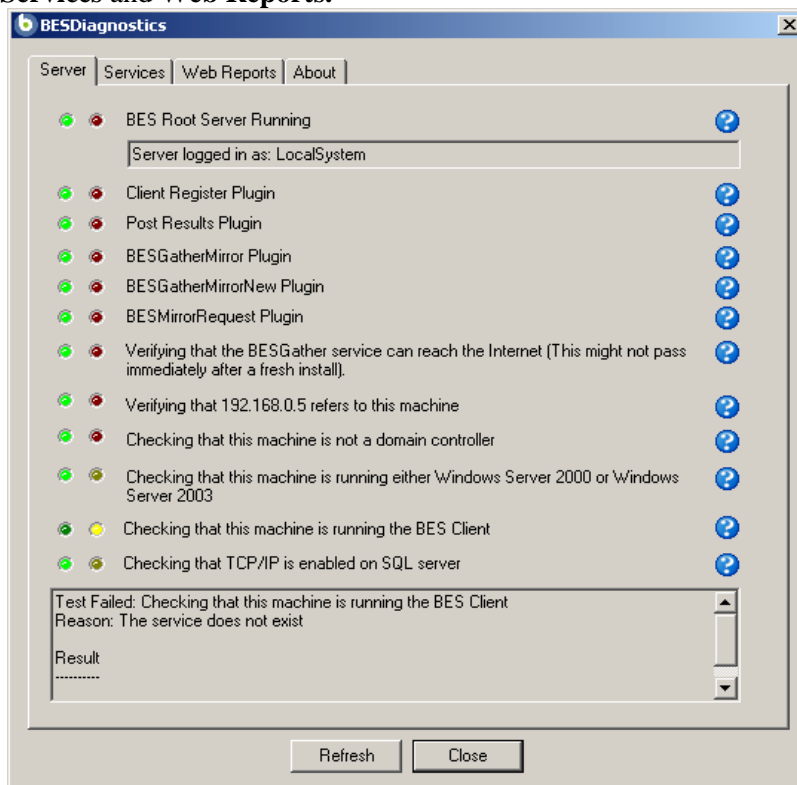 Services and Web Reports.
BESDiagnostics
Server Services Web Reports About
BES Root Server Running
Server logged in as: LocalSystem
Client Register Plugin
Post Results Plugin
BESGatherMirror Plugin
BESGatherMirrorNew Plugin
BESMirrorRequest Plugin
Verifying that the BESGather service can reach the Internet (This might not pass
immediately after a fresh install).
Verifying that 192.168.0.5 refers to this machine
Checking that this machine is not a domain controller
Checking that this machine is running either Windows Server 2000 or Windows
Server 2003
Checking that this machine is running the BES Client
Checking that TCP/IP is enabled on SQL server
Test Failed: Checking that this machine is running the BES Client
Reason: The service does not exist
Result
----------
Refresh Close